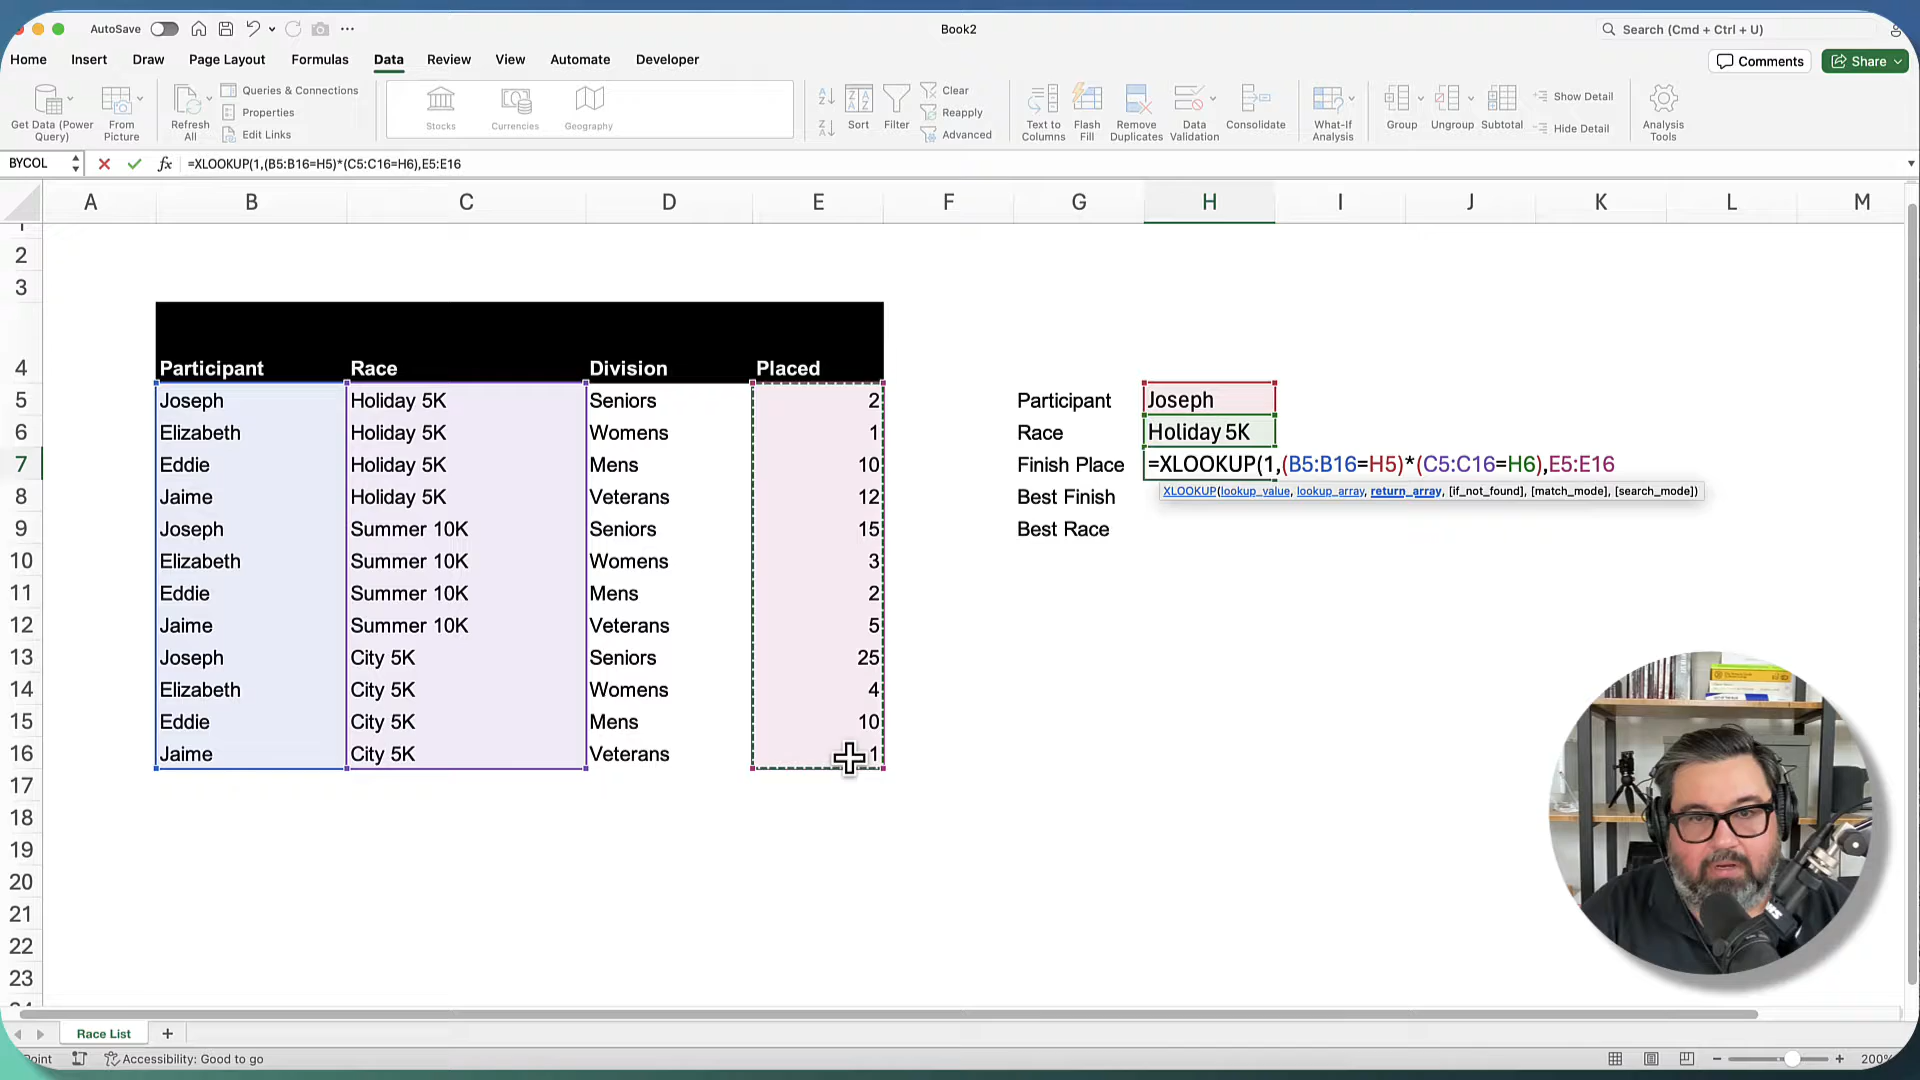 AutoSave
Book2
Search (Cmd + Ctrl + U)
Home Insert Draw Page Layout Formulas Data Review View Automate Developer
Comments Share
Get Data (Power Query)
From Picture
Refresh All
Queries & Connections
Properties
Edit Links
Stocks
Currencies
Geography
Sort
Filter
Clear
Reapply
Advanced
Text to Columns
Flash Fill
Remove Duplicates
Data Validation
Consolidate
What-If Analysis
Group
Ungroup
Subtotal
Show Detail
Hide Detail
Analysis Tools
BYCOL fx =XLOOKUP(1,(B5:B16=H5)*(C5:C16=H6),E5:E16
A B C D E F G H I J K L M
2
3
4 Participant Race Division Placed
5 Joseph Holiday 5K Seniors 2 Participant Joseph
6 Elizabeth Holiday 5K Womens 1 Race Holiday 5K
7 Eddie Holiday 5K Mens 10 Finish Place =XLOOKUP(1,(B5:B16=H5)*(C5:C16=H6),E5:E16
XLOOKUP(lookup_value, lookup_array, return_array, [if_not_found], [match_mode], [search_mode])
8 Jaime Holiday 5K Veterans 12 Best Finish
9 Joseph Summer 10K Seniors 15 Best Race
10 Elizabeth Summer 10K Womens 3
11 Eddie Summer 10K Mens 2
12 Jaime Summer 10K Veterans 5
13 Joseph City 5K Seniors 25
14 Elizabeth City 5K Womens 4
15 Eddie City 5K Mens 10
16 Jaime City 5K Veterans 1
17
18
19
20
21
22
23
Race List
Accessibility: Good to go